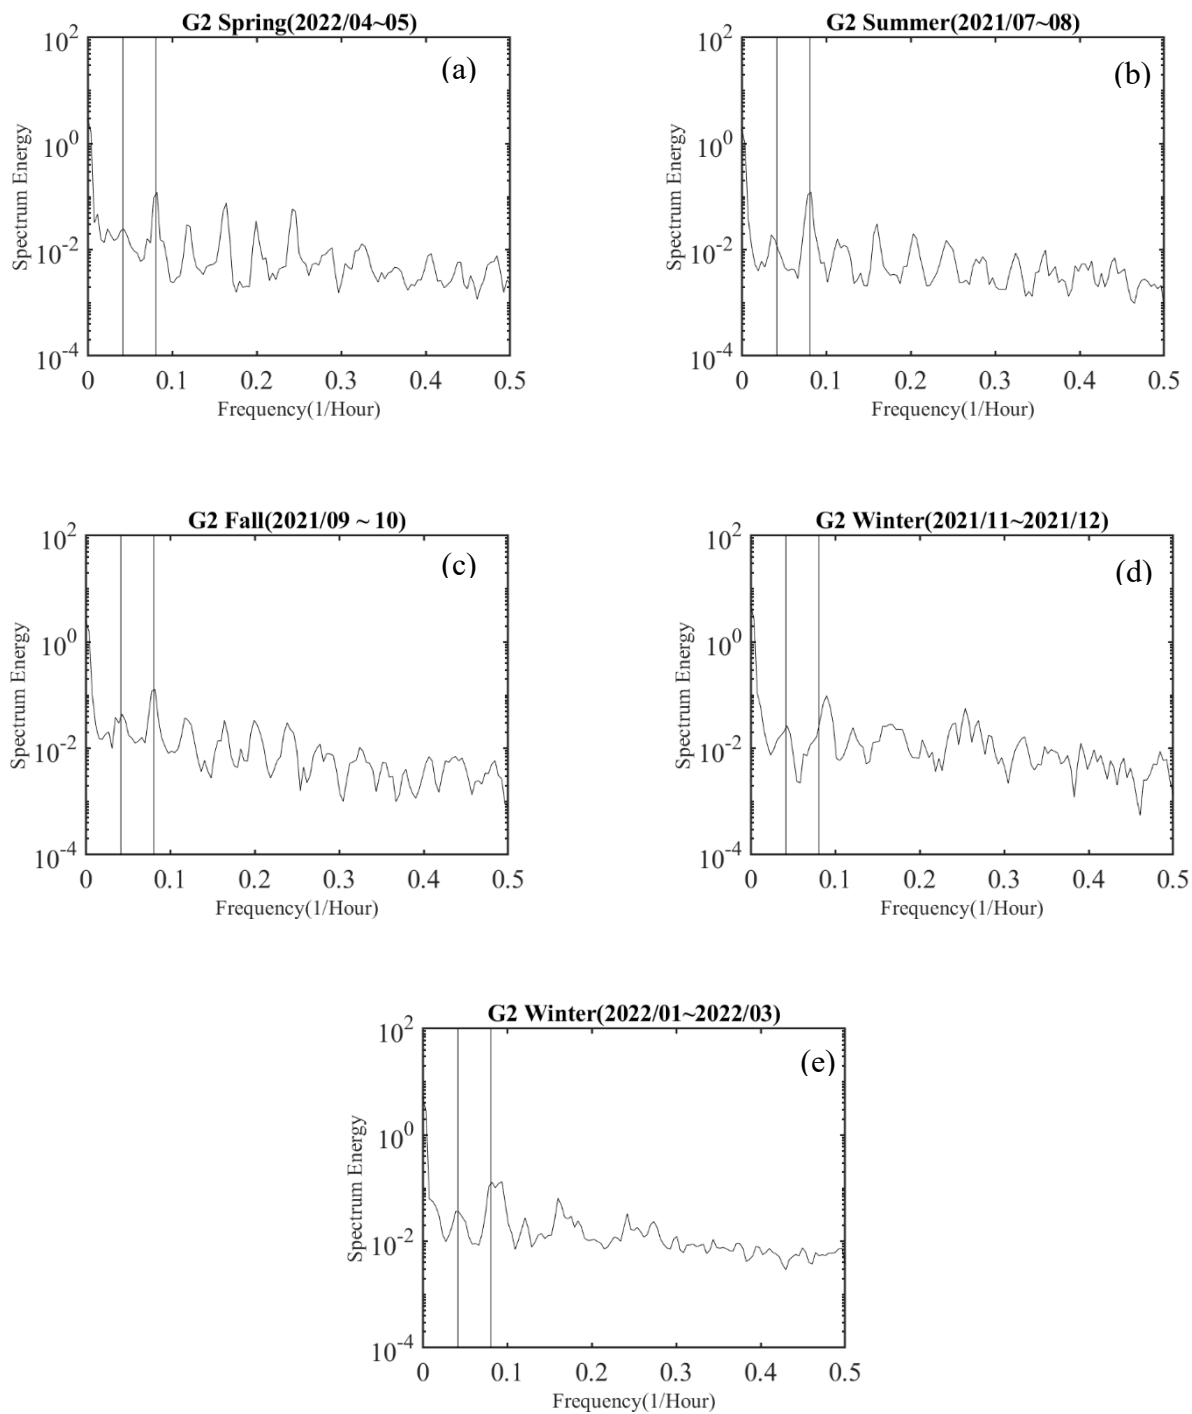 G2 Spring(2022/04~05)
(a)
10^2
10^0
10^-2
10^-4
Spectrum Energy
0 0.1 0.2 0.3 0.4 0.5
Frequency(1/Hour)
G2 Summer(2021/07~08)
(b)
10^2
10^0
10^-2
10^-4
Spectrum Energy
0 0.1 0.2 0.3 0.4 0.5
Frequency(1/Hour)
G2 Fall(2021/09 ~ 10)
(c)
10^2
10^0
10^-2
10^-4
Spectrum Energy
0 0.1 0.2 0.3 0.4 0.5
Frequency(1/Hour)
G2 Winter(2021/11~2021/12)
(d)
10^2
10^0
10^-2
10^-4
Spectrum Energy
0 0.1 0.2 0.3 0.4 0.5
Frequency(1/Hour)
G2 Winter(2022/01~2022/03)
(e)
10^2
10^0
10^-2
10^-4
Spectrum Energy
0 0.1 0.2 0.3 0.4 0.5
Frequency(1/Hour)